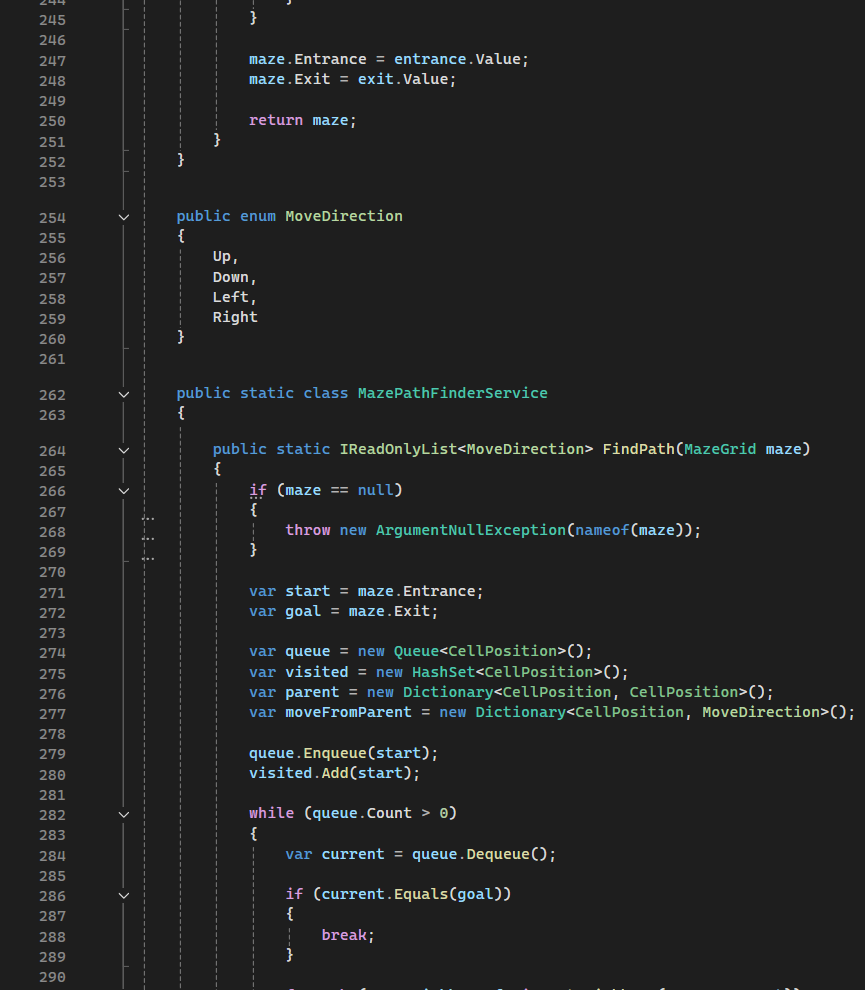 245 }
246
247 maze.Entrance = entrance.Value;
248 maze.Exit = exit.Value;
249
250 return maze;
251 }
252 }
253
254 public enum MoveDirection
255 {
256 Up,
257 Down,
258 Left,
259 Right
260 }
261
262 public static class MazePathFinderService
263 {
264 public static IReadOnlyList<MoveDirection> FindPath(MazeGrid maze)
265 {
266 if (maze == null)
267 {
268 throw new ArgumentNullException(nameof(maze));
269 }
270
271 var start = maze.Entrance;
272 var goal = maze.Exit;
273
274 var queue = new Queue<CellPosition>();
275 var visited = new HashSet<CellPosition>();
276 var parent = new Dictionary<CellPosition, CellPosition>();
277 var moveFromParent = new Dictionary<CellPosition, MoveDirection>();
278
279 queue.Enqueue(start);
280 visited.Add(start);
281
282 while (queue.Count > 0)
283 {
284 var current = queue.Dequeue();
285
286 if (current.Equals(goal))
287 {
288 break;
289 }
290